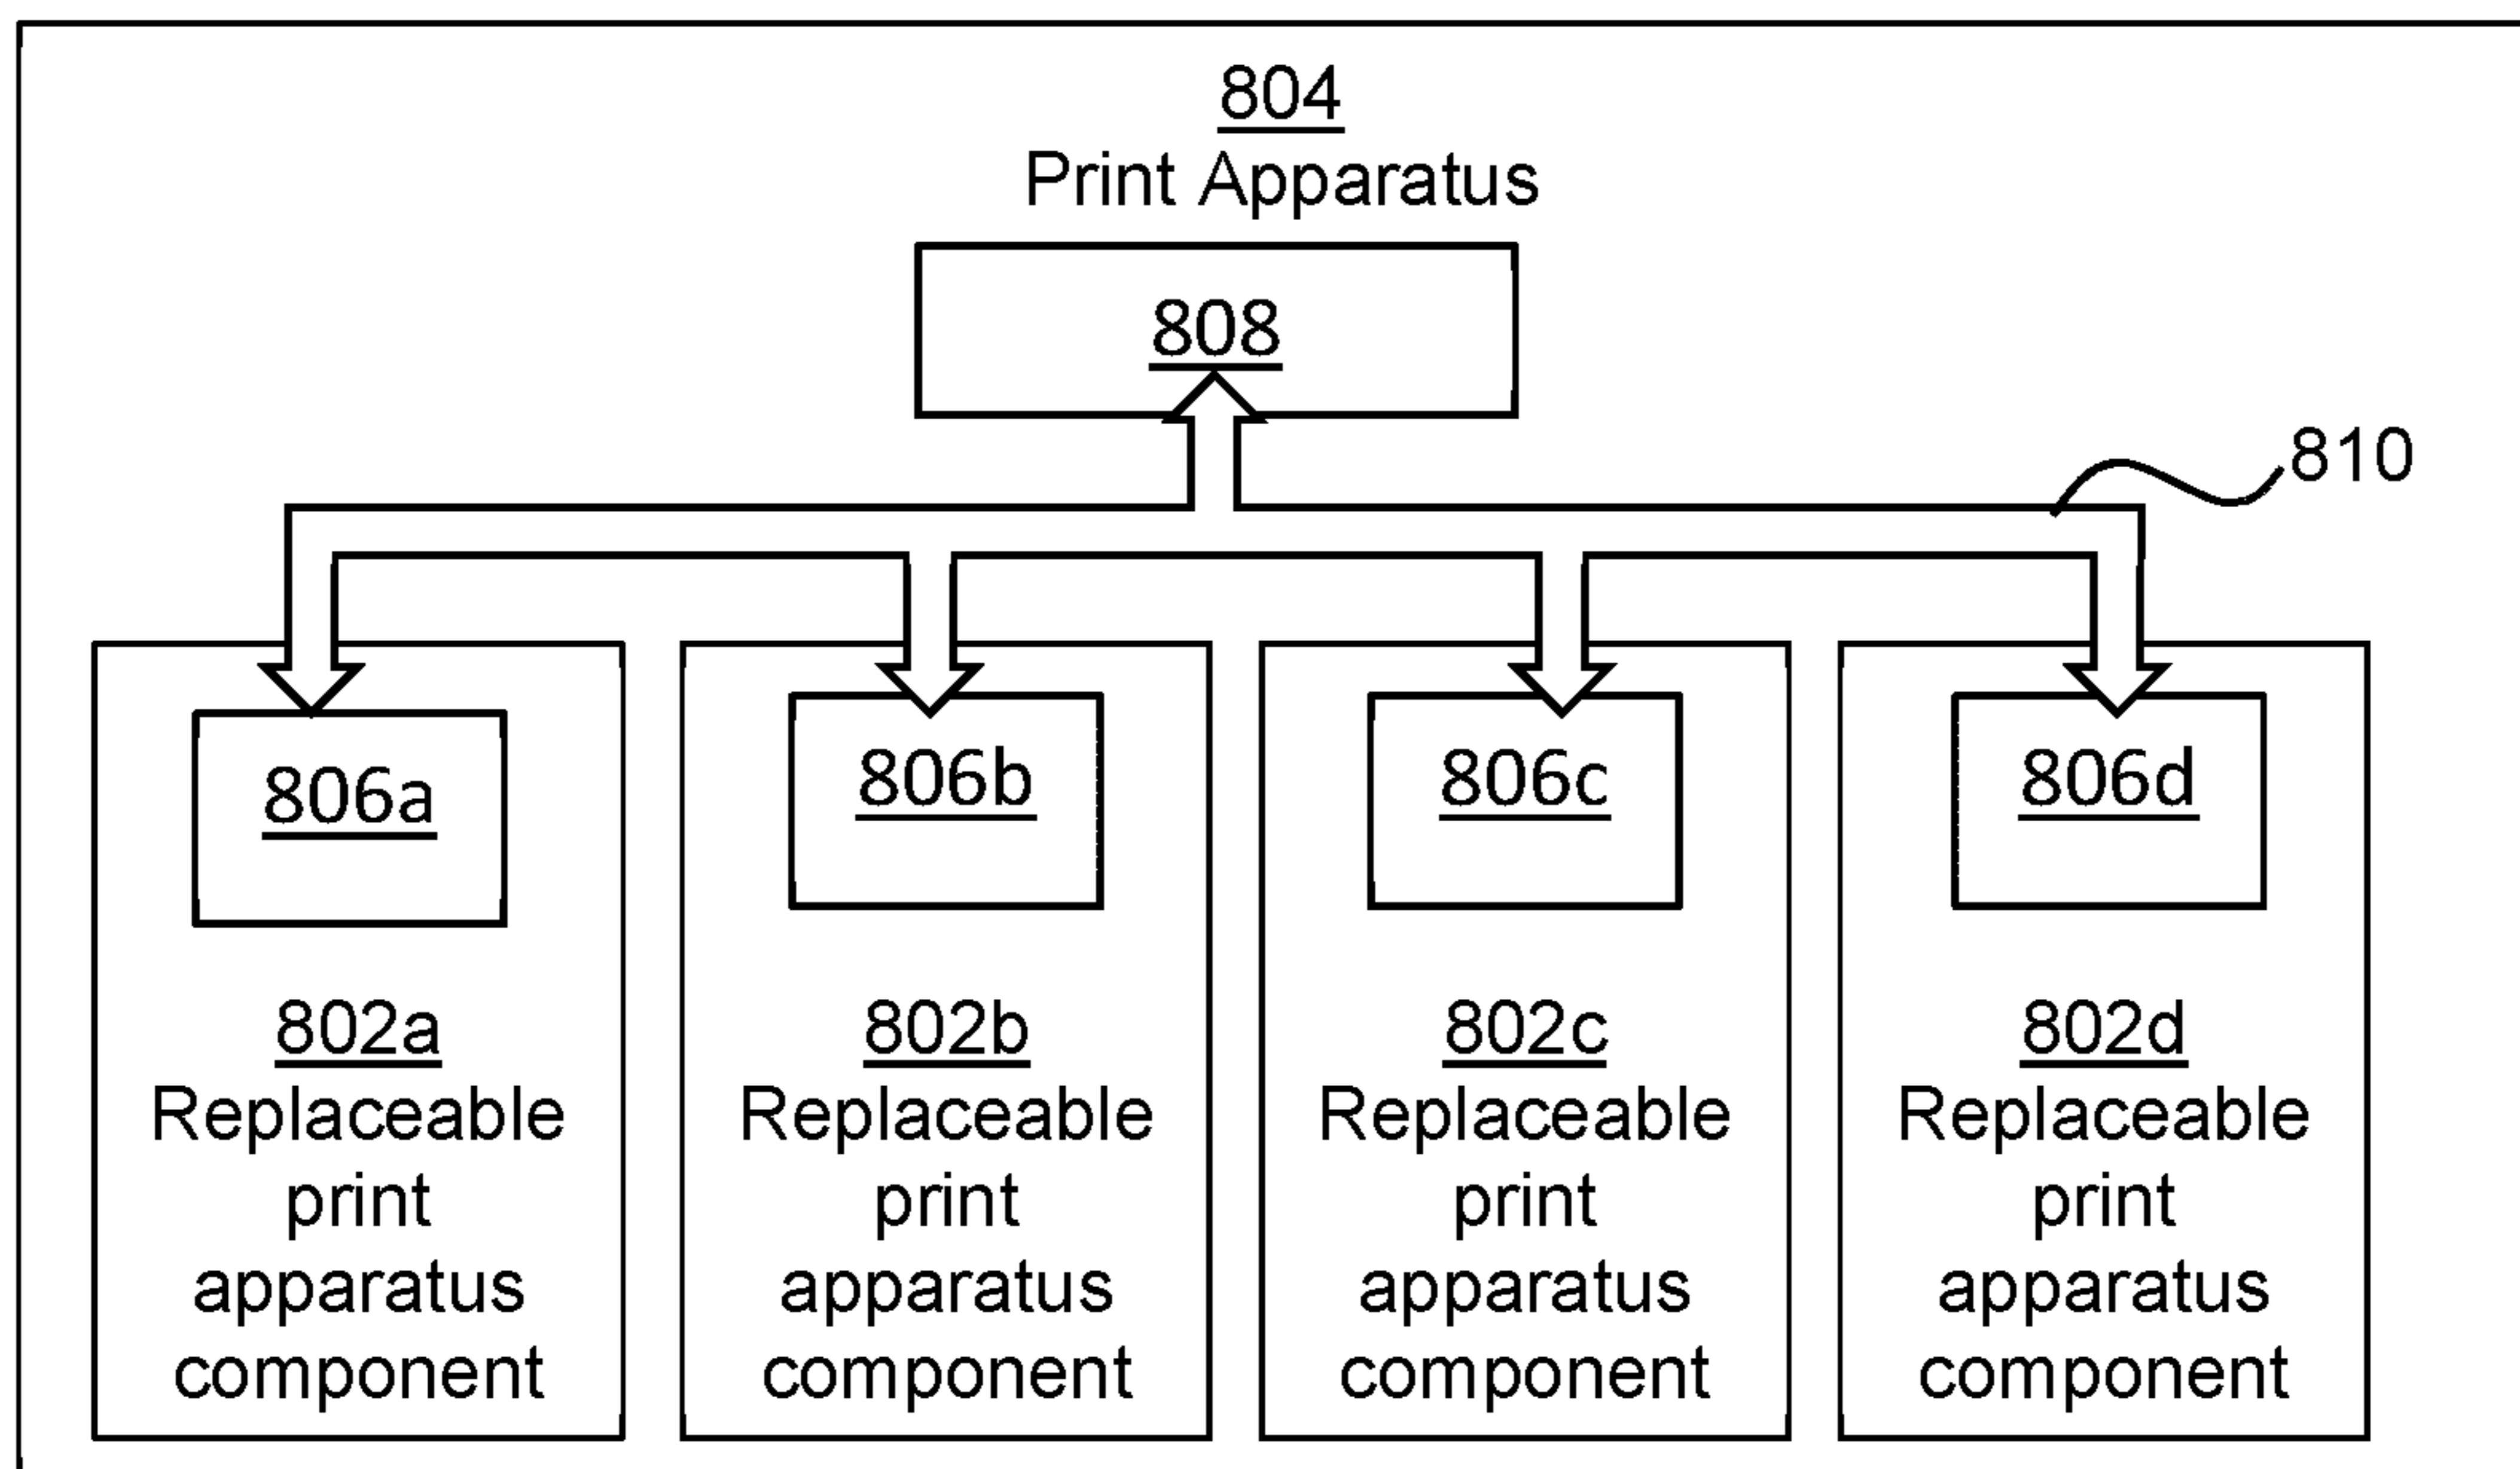 804
Print Apparatus
808
810
806a
806b
806c
806d
802a
Replaceable
print
apparatus
component
802b
Replaceable
print
apparatus
component
802c
Replaceable
print
apparatus
component
802d
Replaceable
print
apparatus
component